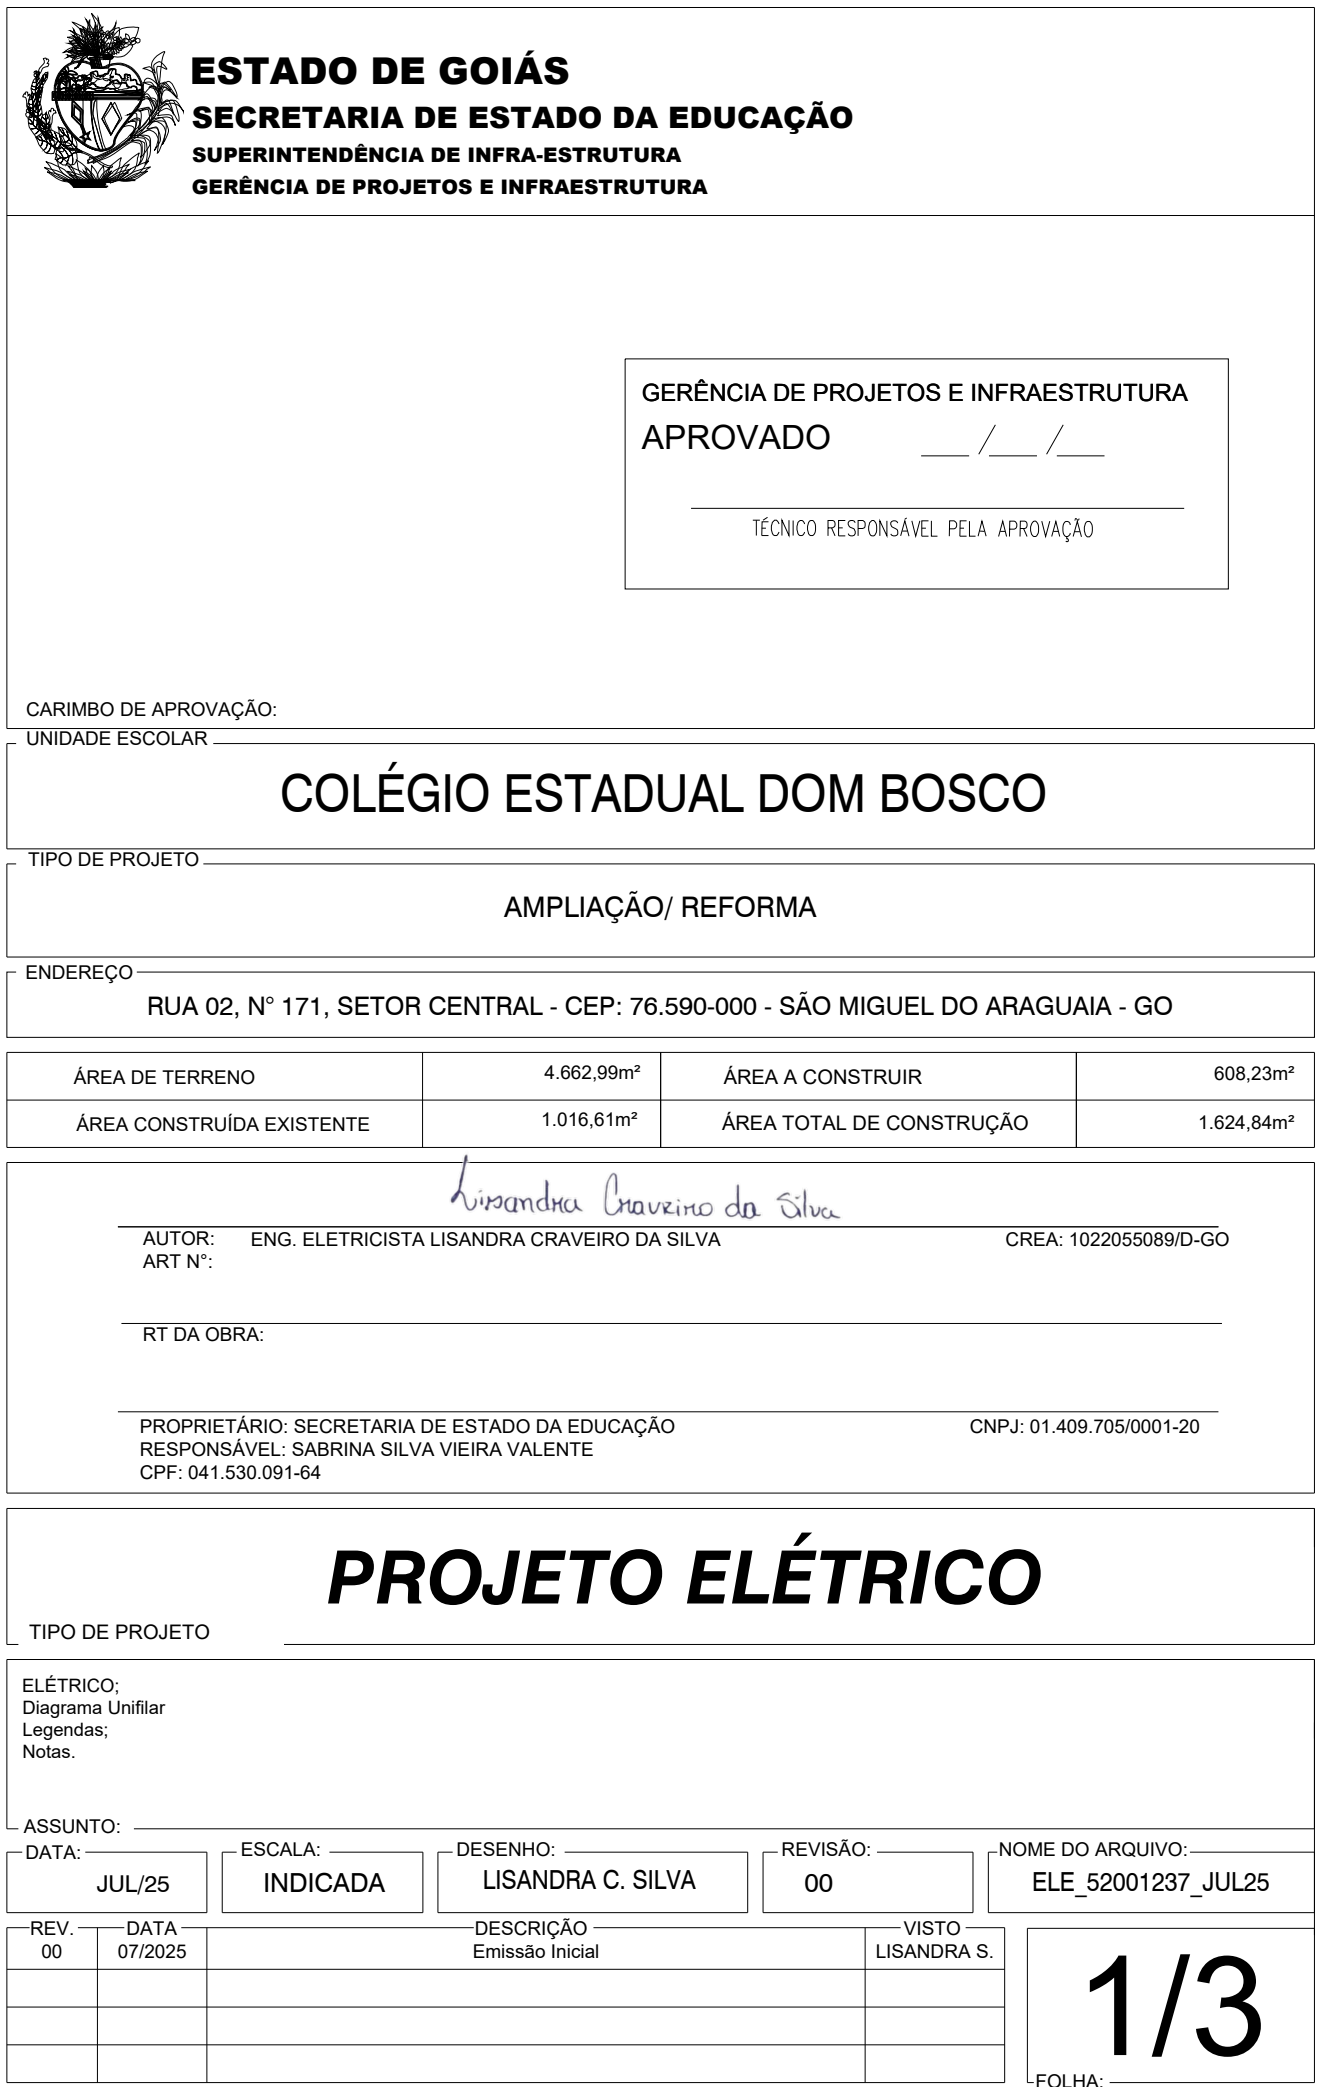 ESTADO DE GOIÁS
SECRETARIA DE ESTADO DA EDUCAÇÃO
SUPERINTENDÊNCIA DE INFRA-ESTRUTURA
GERÊNCIA DE PROJETOS E INFRAESTRUTURA
GERÊNCIA DE PROJETOS E INFRAESTRUTURA
APROVADO ___/___/___
TÉCNICO RESPONSÁVEL PELA APROVAÇÃO
CARIMBO DE APROVAÇÃO:
UNIDADE ESCOLAR
COLÉGIO ESTADUAL DOM BOSCO
TIPO DE PROJETO
AMPLIAÇÃO/ REFORMA
ENDEREÇO
RUA 02, N° 171, SETOR CENTRAL - CEP: 76.590-000 - SÃO MIGUEL DO ARAGUAIA - GO
ÁREA DE TERRENO 4.662,99m² ÁREA A CONSTRUIR 608,23m²
ÁREA CONSTRUÍDA EXISTENTE 1.016,61m² ÁREA TOTAL DE CONSTRUÇÃO 1.624,84m²
Lisandra Craveiro da Silva
AUTOR: ENG. ELETRICISTA LISANDRA CRAVEIRO DA SILVA CREA: 1022055089/D-GO
ART N°:
RT DA OBRA:
PROPRIETÁRIO: SECRETARIA DE ESTADO DA EDUCAÇÃO CNPJ: 01.409.705/0001-20
RESPONSÁVEL: SABRINA SILVA VIEIRA VALENTE
CPF: 041.530.091-64
PROJETO ELÉTRICO
TIPO DE PROJETO
ELÉTRICO;
Diagrama Unifilar
Legendas;
Notas.
ASSUNTO:
DATA: ESCALA: DESENHO: REVISÃO: NOME DO ARQUIVO:
JUL/25 INDICADA LISANDRA C. SILVA 00 ELE_52001237_JUL25
REV. DATA DESCRIÇÃO VISTO
00 07/2025 Emissão Inicial LISANDRA S.
1/3
FOLHA: